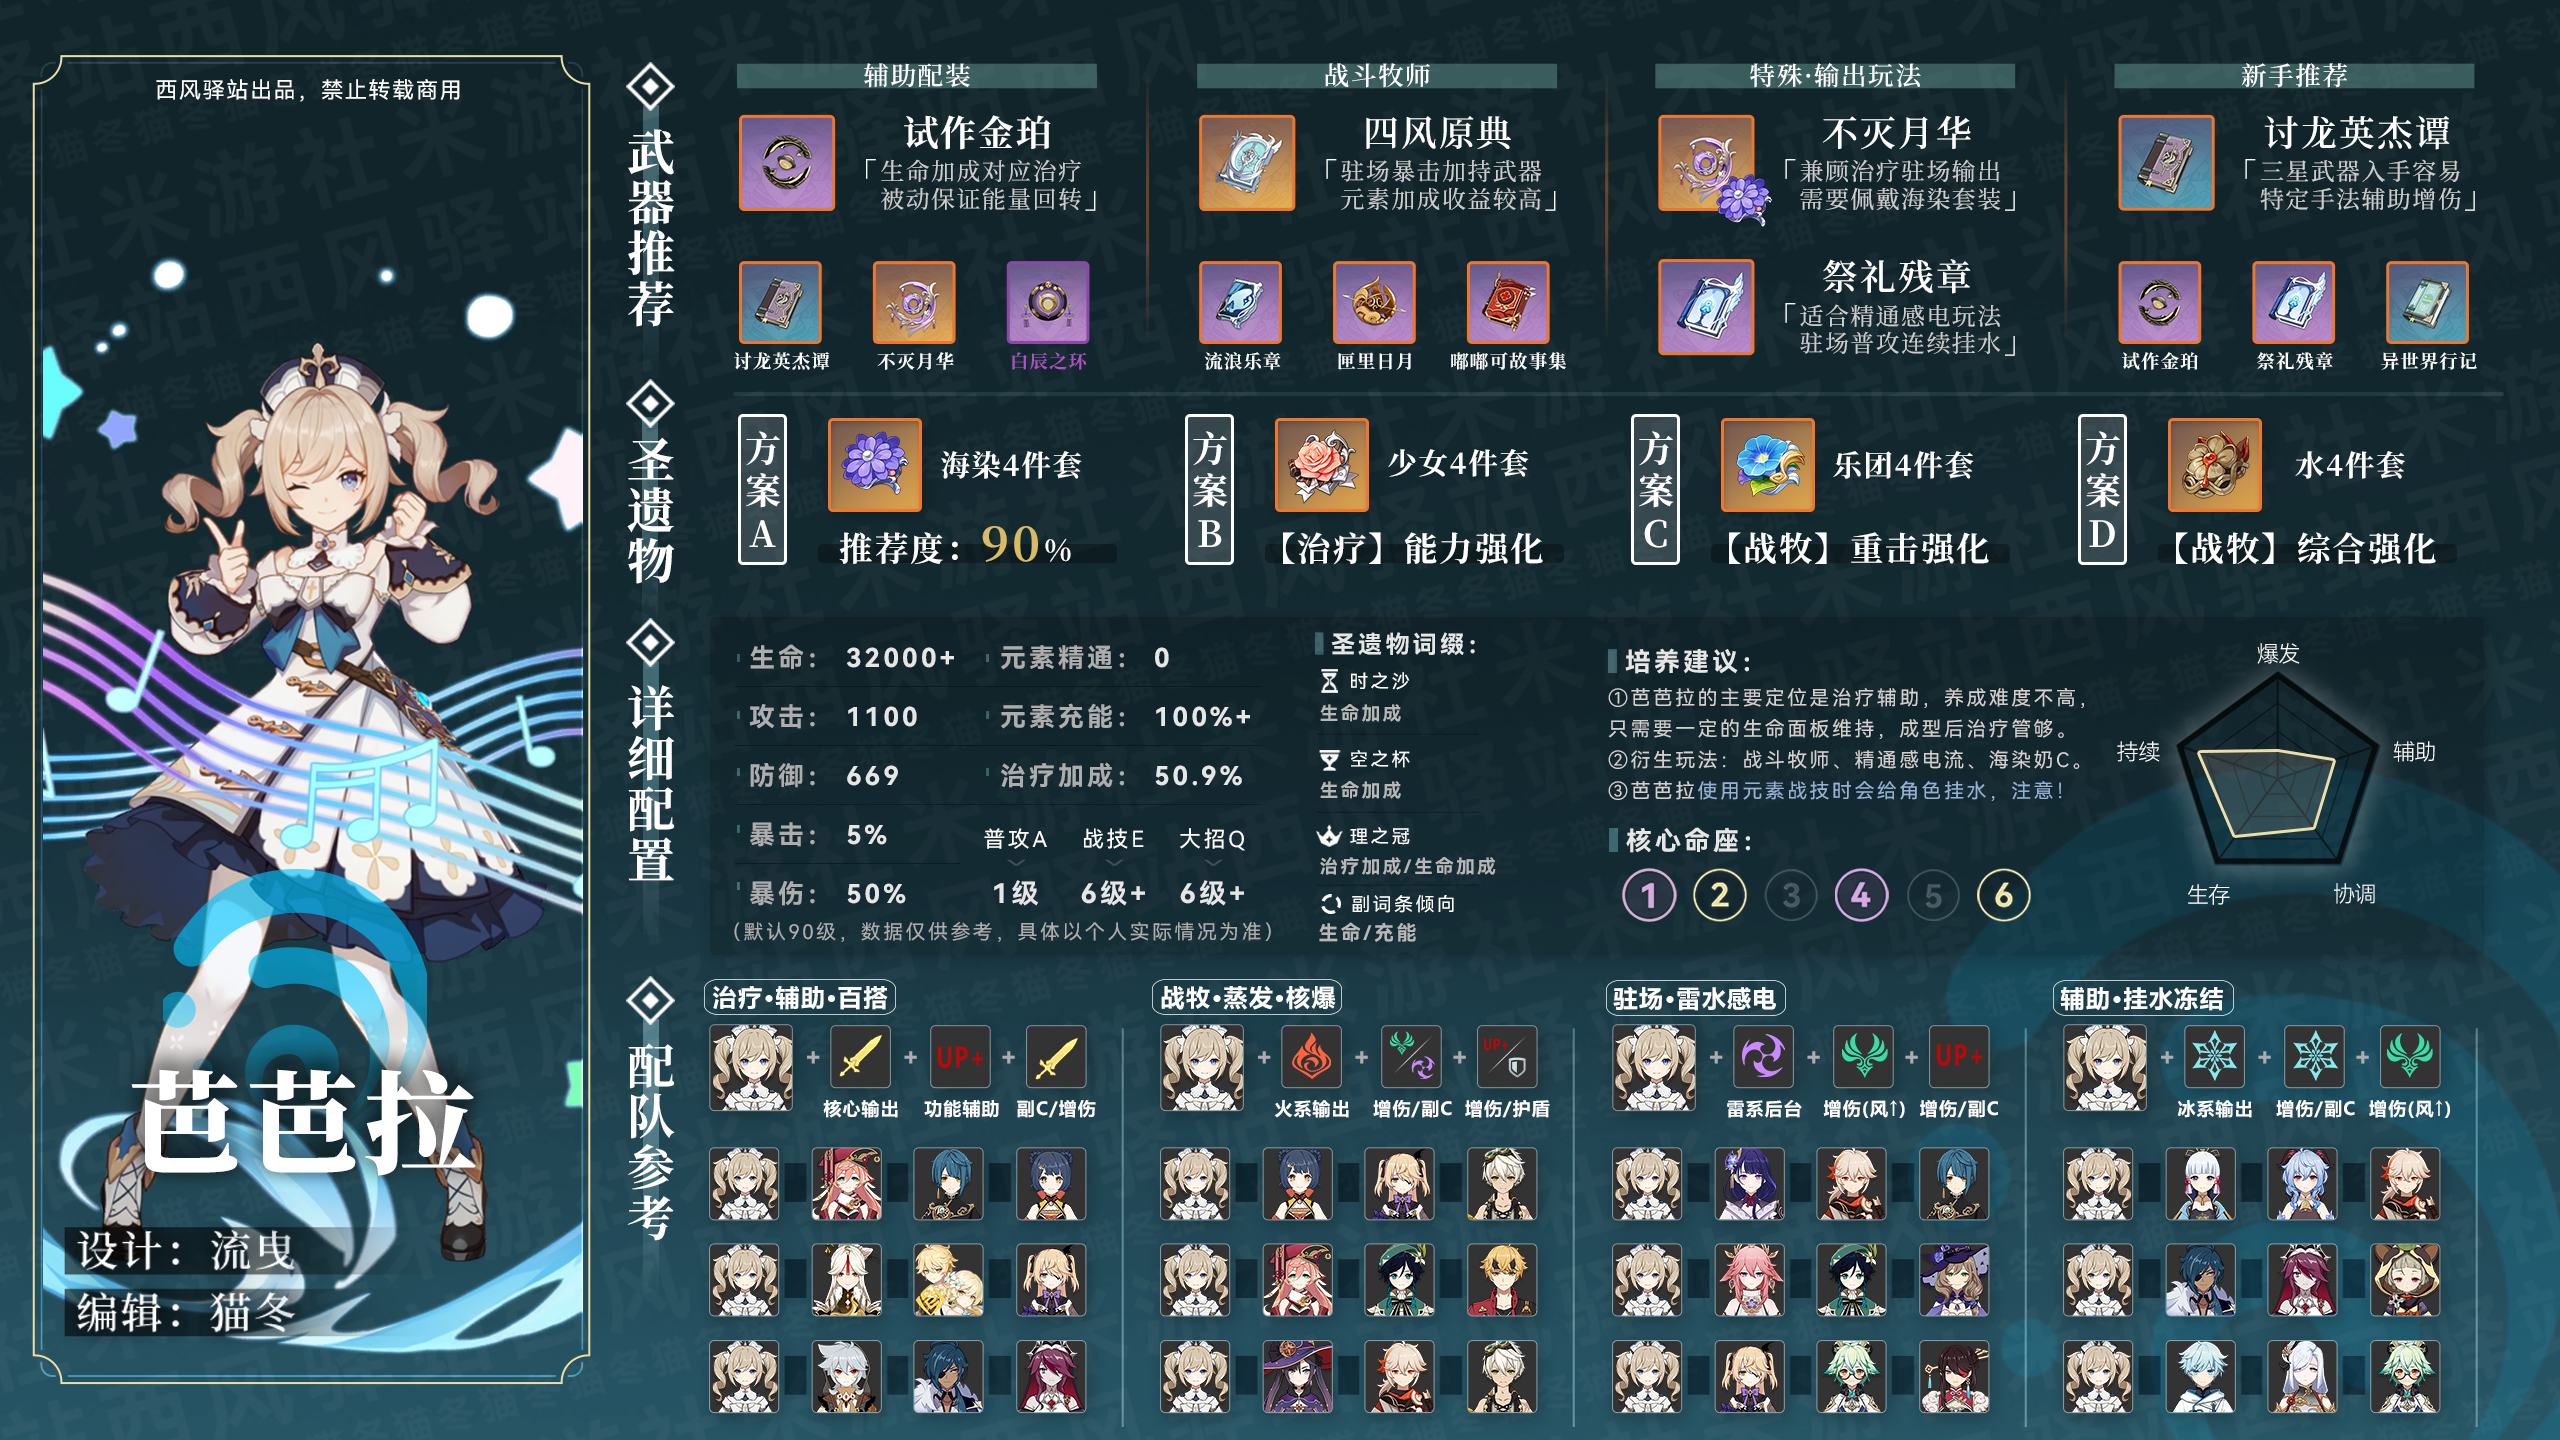 西风驿站出品，禁止转载商用
芭芭拉
设计：流曳
编辑：猫冬
武器推荐
辅助配装
试作金珀
「生命加成对应治疗
被动保证能量回转」
讨龙英杰谭
不灭月华
白辰之环
战斗牧师
四风原典
「驻场暴击加持武器
元素加成收益较高」
流浪乐章
匣里日月
嘟嘟可故事集
特殊·输出玩法
不灭月华
「兼顾治疗驻场输出
需要佩戴海染套装」
祭礼残章
「适合精通感电玩法
驻场普攻连续挂水」
新手推荐
讨龙英杰谭
「三星武器入手容易
特定手法辅助增伤」
试作金珀
祭礼残章
异世界行记
圣遗物
方案A
海染4件套
推荐度：90%
方案B
少女4件套
【治疗】能力强化
方案C
乐团4件套
【战牧】重击强化
方案D
水4件套
【战牧】综合强化
详细配置
生命：32000+
元素精通：0
攻击：1100
元素充能：100%+
防御：669
治疗加成：50.9%
暴击：5%
普攻A 战技E 大招Q
暴伤：50%
1级 6级+ 6级+
（默认90级，数据仅供参考，具体以个人实际情况为准）
圣遗物词缀：
时之沙
生命加成
空之杯
生命加成
理之冠
治疗加成/生命加成
副词条倾向
生命/充能
培养建议：
①芭芭拉的主要定位是治疗辅助，养成难度不高，
只需要一定的生命面板维持，成型后治疗管够。
②衍生玩法：战斗牧师、精通感电流、海染奶C。
③芭芭拉使用元素战技时会给角色挂水，注意！
核心命座：
1 2 3 4 5 6
爆发
辅助
协调
生存
持续
配队参考
治疗·辅助·百搭
+ + UP+ +
核心输出 功能辅助 副C/增伤
战牧·蒸发·核爆
+ + + UP+
火系输出 增伤/副C 增伤/护盾
驻场·雷水感电
+ + + UP+
雷系后台 增伤(风↑) 增伤/副C
辅助·挂水冻结
+ + +
冰系输出 增伤/副C 增伤(风↑)